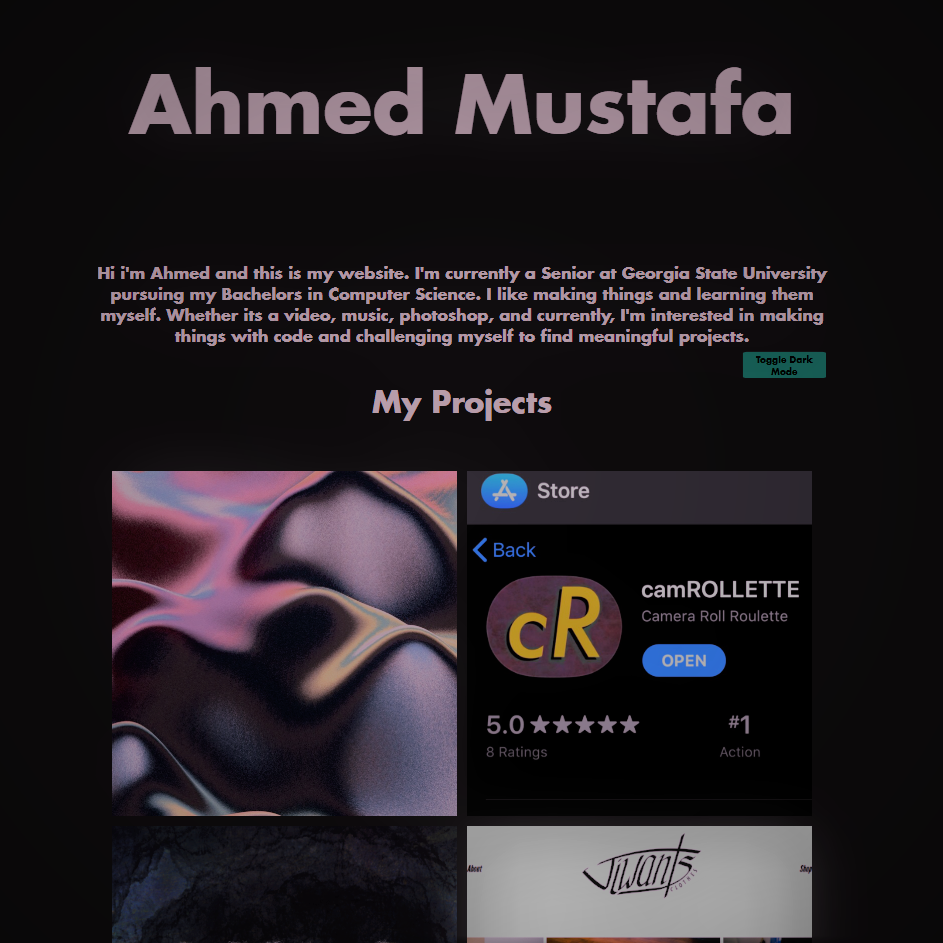 Ahmed Mustafa
Hi i'm Ahmed and this is my website. I'm currently a Senior at Georgia State University
pursuing my Bachelors in Computer Science. I like making things and learning them
myself. Whether its a video, music, photoshop, and currently, I'm interested in making
things with code and challenging myself to find meaningful projects.
Toggle Dark
Mode
My Projects
Store
Back
cR
camROLLETTE
Camera Roll Roulette
OPEN
5.0 ★★★★★
#1
8 Ratings
Action
Jiwants
CLOTHES
About
Shop